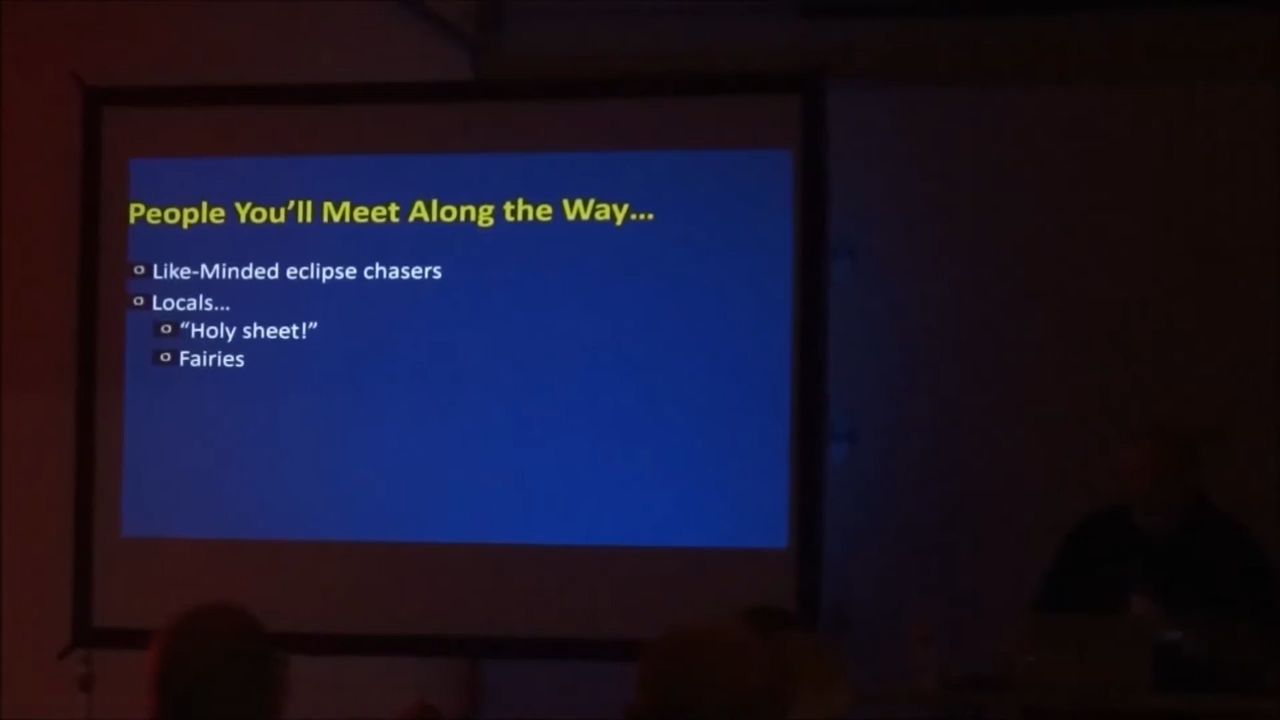 People You’ll Meet Along the Way...
Like-Minded eclipse chasers
Locals...
“Holy sheet!”
Fairies